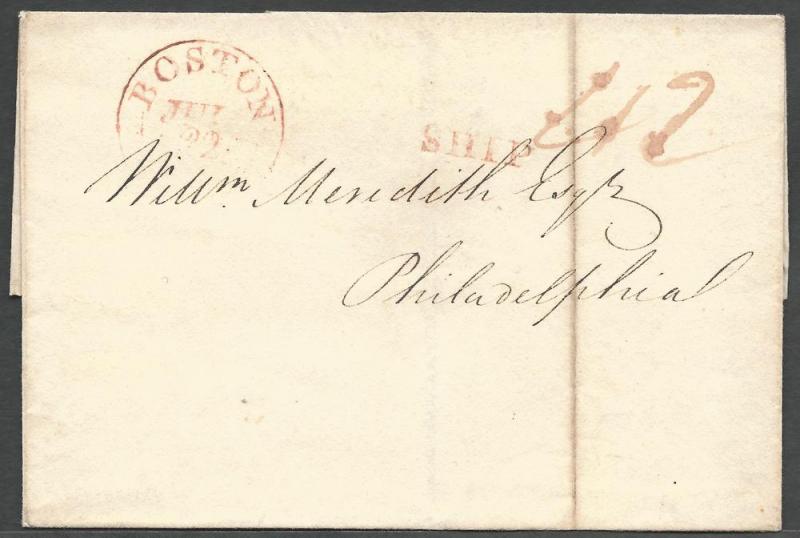 BOSTON
JUL
22
SHIP
Willm. Meredith Esqr
Philadelphia